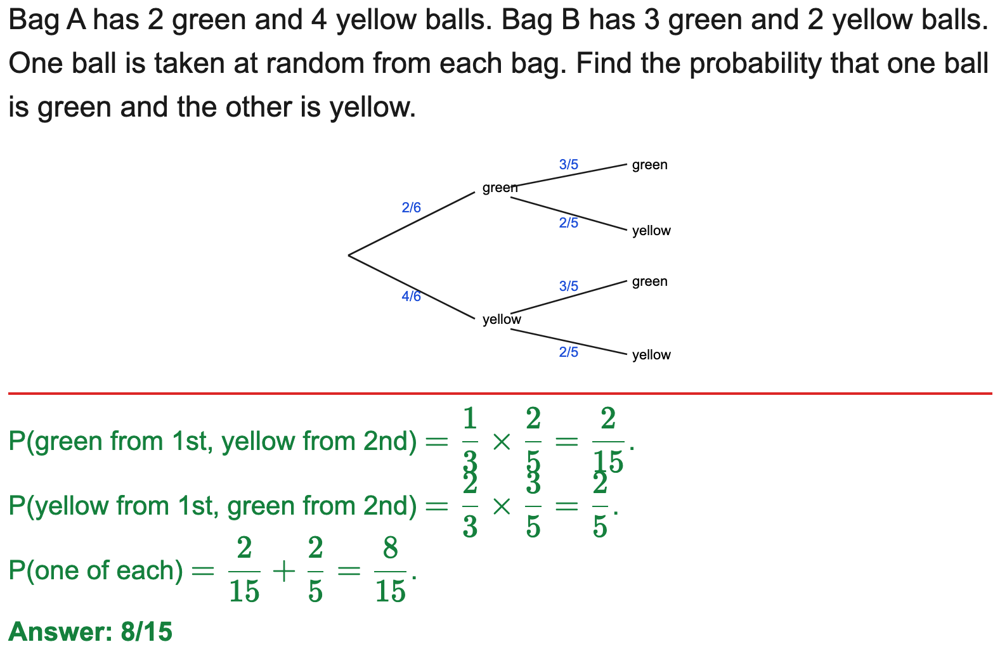 Bag A has 2 green and 4 yellow balls. Bag B has 3 green and 2 yellow balls.
One ball is taken at random from each bag. Find the probability that one ball
is green and the other is yellow.
3/5 green
green
2/6
2/5 yellow
3/5 green
4/6
yellow
2/5 yellow
P(green from 1st, yellow from 2nd) = 1/3 × 2/5 = 2/15.
P(yellow from 1st, green from 2nd) = 2/3 × 3/5 = 2/5.
P(one of each) = 2/15 + 2/5 = 8/15.
Answer: 8/15